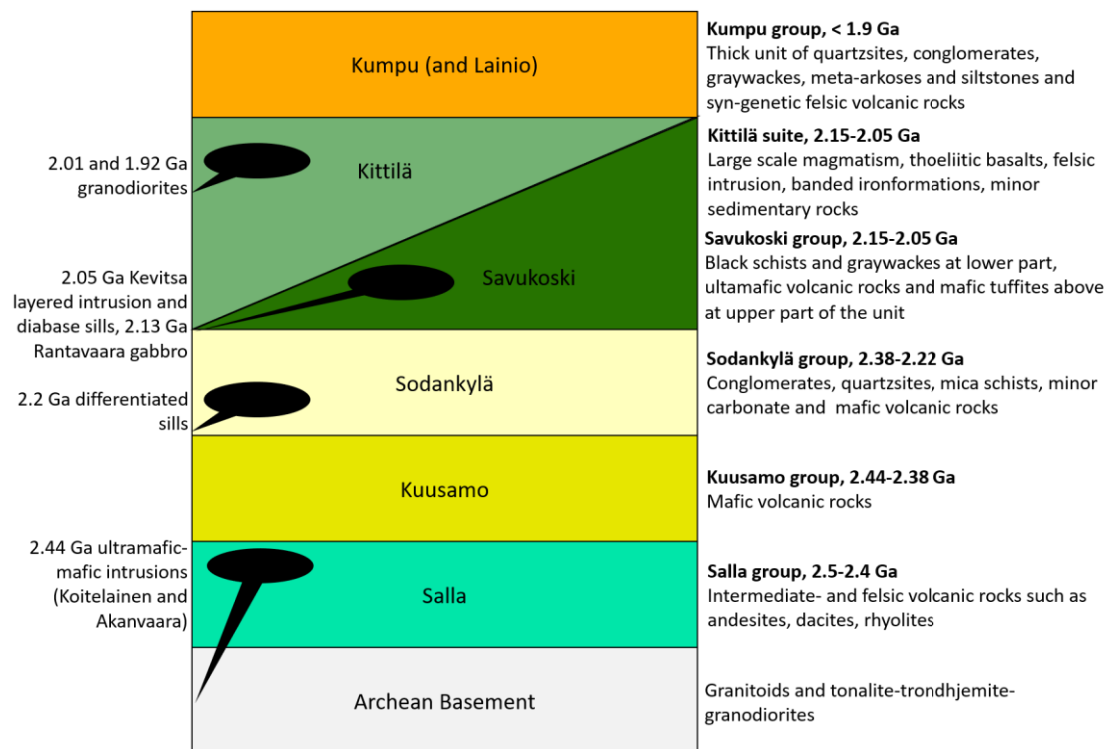 Kumpu (and Lainio)
Kumpu group, < 1.9 Ga
Thick unit of quartzsites, conglomerates,
graywackes, meta-arkoses and siltstones and
syn-genetic felsic volcanic rocks
2.01 and 1.92 Ga
granodiorites
Kittilä
Kittilä suite, 2.15-2.05 Ga
Large scale magmatism, thoeliitic basalts, felsic
intrusion, banded ironformations, minor
sedimentary rocks
2.05 Ga Kevitsa
layered intrusion and
diabase sills, 2.13 Ga
Rantavaara gabbro
Savukoski
Savukoski group, 2.15-2.05 Ga
Black schists and graywackes at lower part,
ultamafic volcanic rocks and mafic tuffites above
at upper part of the unit
2.2 Ga differentiated
sills
Sodankylä
Sodankylä group, 2.38-2.22 Ga
Conglomerates, quartzsites, mica schists, minor
carbonate and mafic volcanic rocks
Kuusamo
Kuusamo group, 2.44-2.38 Ga
Mafic volcanic rocks
2.44 Ga ultramafic-
mafic intrusions
(Koitelainen and
Akanvaara)
Salla
Salla group, 2.5-2.4 Ga
Intermediate- and felsic volcanic rocks such as
andesites, dacites, rhyolites
Archean Basement
Granitoids and tonalite-trondhjemite-
granodiorites